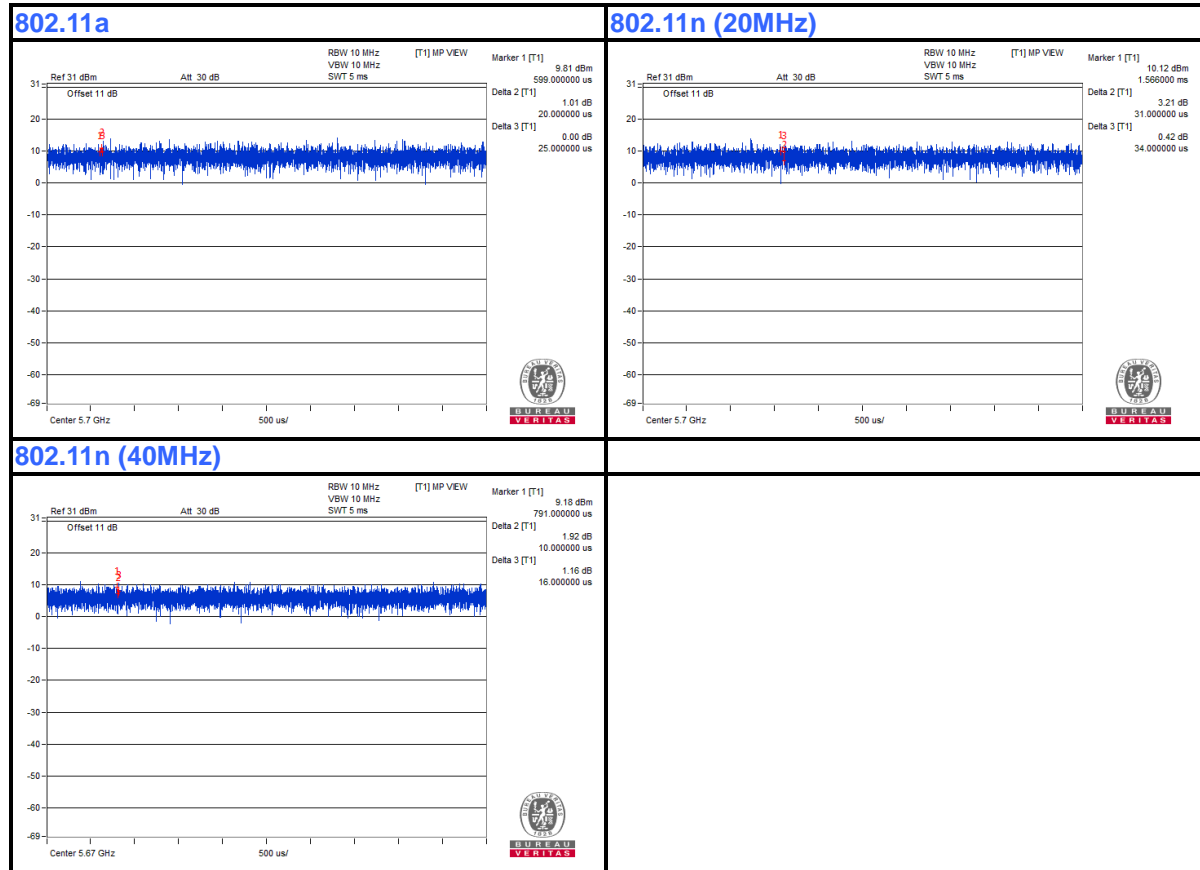 802.11a
RBW 10 MHz [T1] MP VIEW
VBW 10 MHz
Ref 31 dBm Att 30 dB SWT 5 ms
Marker 1 [T1]
9.81 dBm
599.000000 us
Delta 2 [T1]
1.01 dB
20.000000 us
Delta 3 [T1]
0.00 dB
25.000000 us
Offset 11 dB
31
20
10
0
-10
-20
-30
-40
-50
-60
-69
Center 5.7 GHz 500 us/
BUREAU VERITAS
1828
BUREAU
VERITAS
802.11n (20MHz)
RBW 10 MHz [T1] MP VIEW
VBW 10 MHz
Ref 31 dBm Att 30 dB SWT 5 ms
Marker 1 [T1]
10.12 dBm
1.566000 ms
Delta 2 [T1]
3.21 dB
31.000000 us
Delta 3 [T1]
0.42 dB
34.000000 us
Offset 11 dB
31
20
10
0
-10
-20
-30
-40
-50
-60
-69
Center 5.7 GHz 500 us/
BUREAU VERITAS
1828
BUREAU
VERITAS
802.11n (40MHz)
RBW 10 MHz [T1] MP VIEW
VBW 10 MHz
Ref 31 dBm Att 30 dB SWT 5 ms
Marker 1 [T1]
9.18 dBm
791.000000 us
Delta 2 [T1]
1.92 dB
10.000000 us
Delta 3 [T1]
1.16 dB
16.000000 us
Offset 11 dB
31
20
10
0
-10
-20
-30
-40
-50
-60
-69
Center 5.67 GHz 500 us/
BUREAU VERITAS
1828
BUREAU
VERITAS